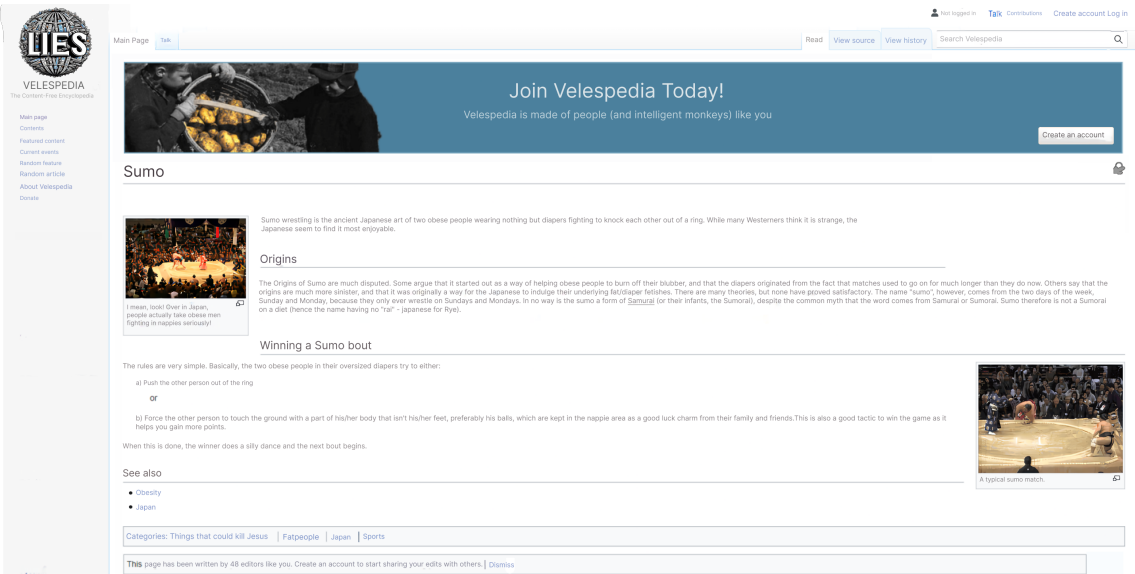 Not logged in Talk Contributions Create account Log in
LIES
VELESPEDIA
The Content-Free Encyclopedia
Main page
Contents
Featured content
Current events
Random feature
Random article
About Velespedia
Donate
Main Page Talk
Read View source View history Search Velespedia
Join Velespedia Today!
Velespedia is made of people (and intelligent monkeys) like you
Create an account
Sumo
I mean, look! Over in Japan,
people actually take obese men
fighting in nappies seriously!
Sumo wrestling is the ancient Japanese art of two obese people wearing nothing but diapers fighting to knock each other out of a ring. While many Westerners think it is strange, the
Japanese seem to find it most enjoyable.
Origins
The Origins of Sumo are much disputed. Some argue that it started out as a way of helping obese people to burn off their blubber, and that the diapers originated from the fact that matches used to go on for much longer than they do now. Others say that the
origins are much more sinister, and that it was originally a way for the Japanese to indulge their underlying fat/diaper fetishes. There are many theories, but none have proved satisfactory. The name "sumo", however, comes from the two days of the week,
Sunday and Monday, because they only ever wrestle on Sundays and Mondays. In no way is the sumo a form of Samurai (or their infants, the Sumorai), despite the common myth that the word comes from Samurai or Sumorai. Sumo therefore is not a Sumorai
on a diet (hence the name having no "rai" - japanese for Rye).
Winning a Sumo bout
The rules are very simple. Basically, the two obese people in their oversized diapers try to either:
a) Push the other person out of the ring
or
b) Force the other person to touch the ground with a part of his/her body that isn't his/her feet, preferably his balls, which are kept in the nappie area as a good luck charm from their family and friends.This is also a good tactic to win the game as it
helps you gain more points.
When this is done, the winner does a silly dance and the next bout begins.
A typical sumo match.
See also
Obesity
Japan
Categories: Things that could kill Jesus | Fatpeople | Japan | Sports
This page has been written by 48 editors like you. Create an account to start sharing your edits with others. | Dismiss